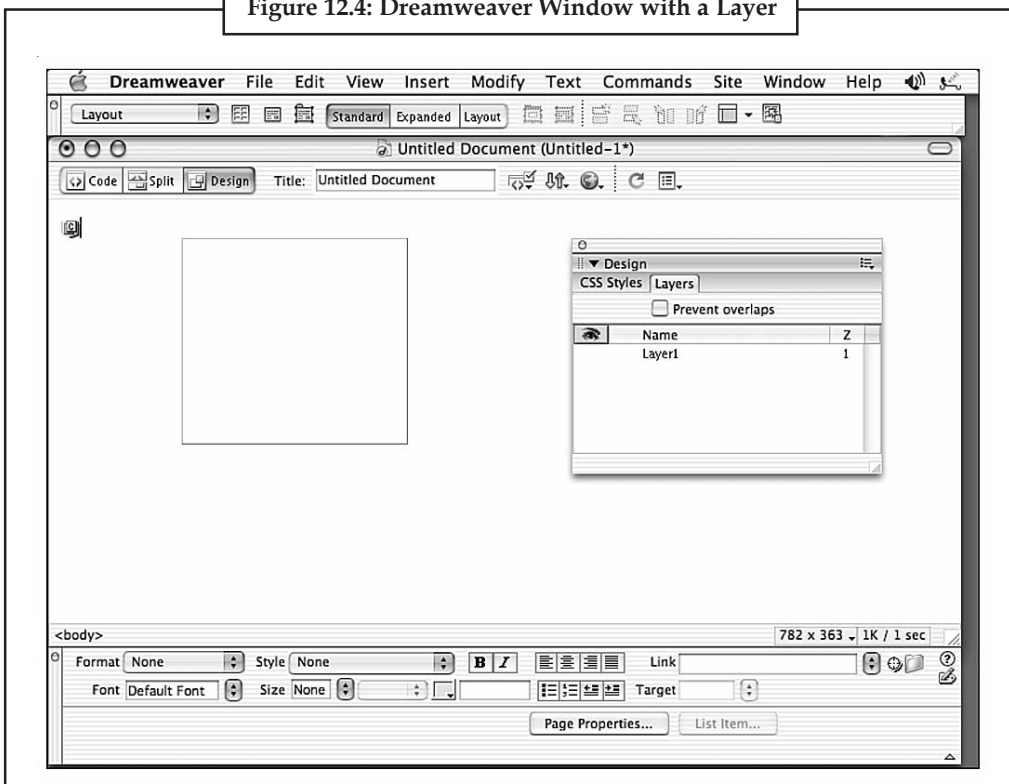 Figure 12.4: Dreamweaver Window with a Layer
Dreamweaver File Edit View Insert Modify Text Commands Site Window Help
Layout Standard Expanded Layout
Untitled Document (Untitled-1*)
Code Split Design Title: Untitled Document
Design
CSS Styles Layers
Prevent overlaps
Name Z
Layer1 1
<body> 782 x 363 1K / 1 sec
Format None Style None B I Link
Font Default Font Size None Target
Page Properties... List Item...